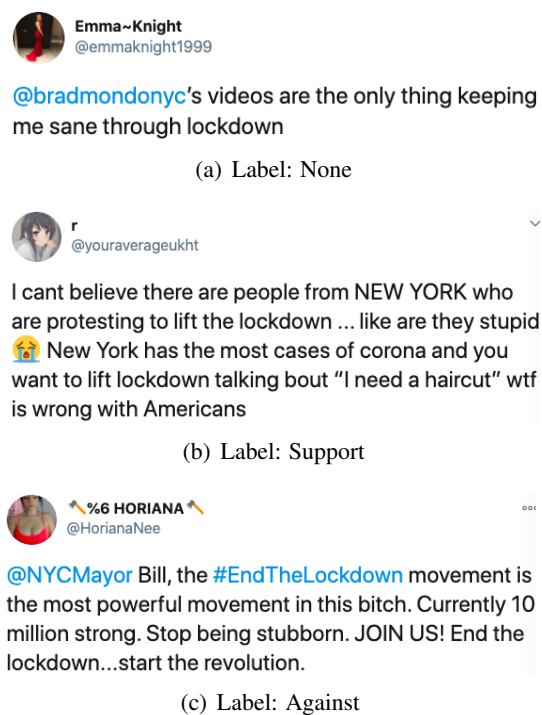 Emma~Knight
@emmaknight1999
@bradmondonyc's videos are the only thing keeping
me sane through lockdown
(a) Label: None
r
@youraverageukht
I cant believe there are people from NEW YORK who
are protesting to lift the lockdown ... like are they stupid
😭 New York has the most cases of corona and you
want to lift lockdown talking bout “I need a haircut” wtf
is wrong with Americans
(b) Label: Support
🪓%6 HORIANA🪓
@HorianaNee
@NYCMayor Bill, the #EndTheLockdown movement is
the most powerful movement in this bitch. Currently 10
million strong. Stop being stubborn. JOIN US! End the
lockdown...start the revolution.
(c) Label: Against